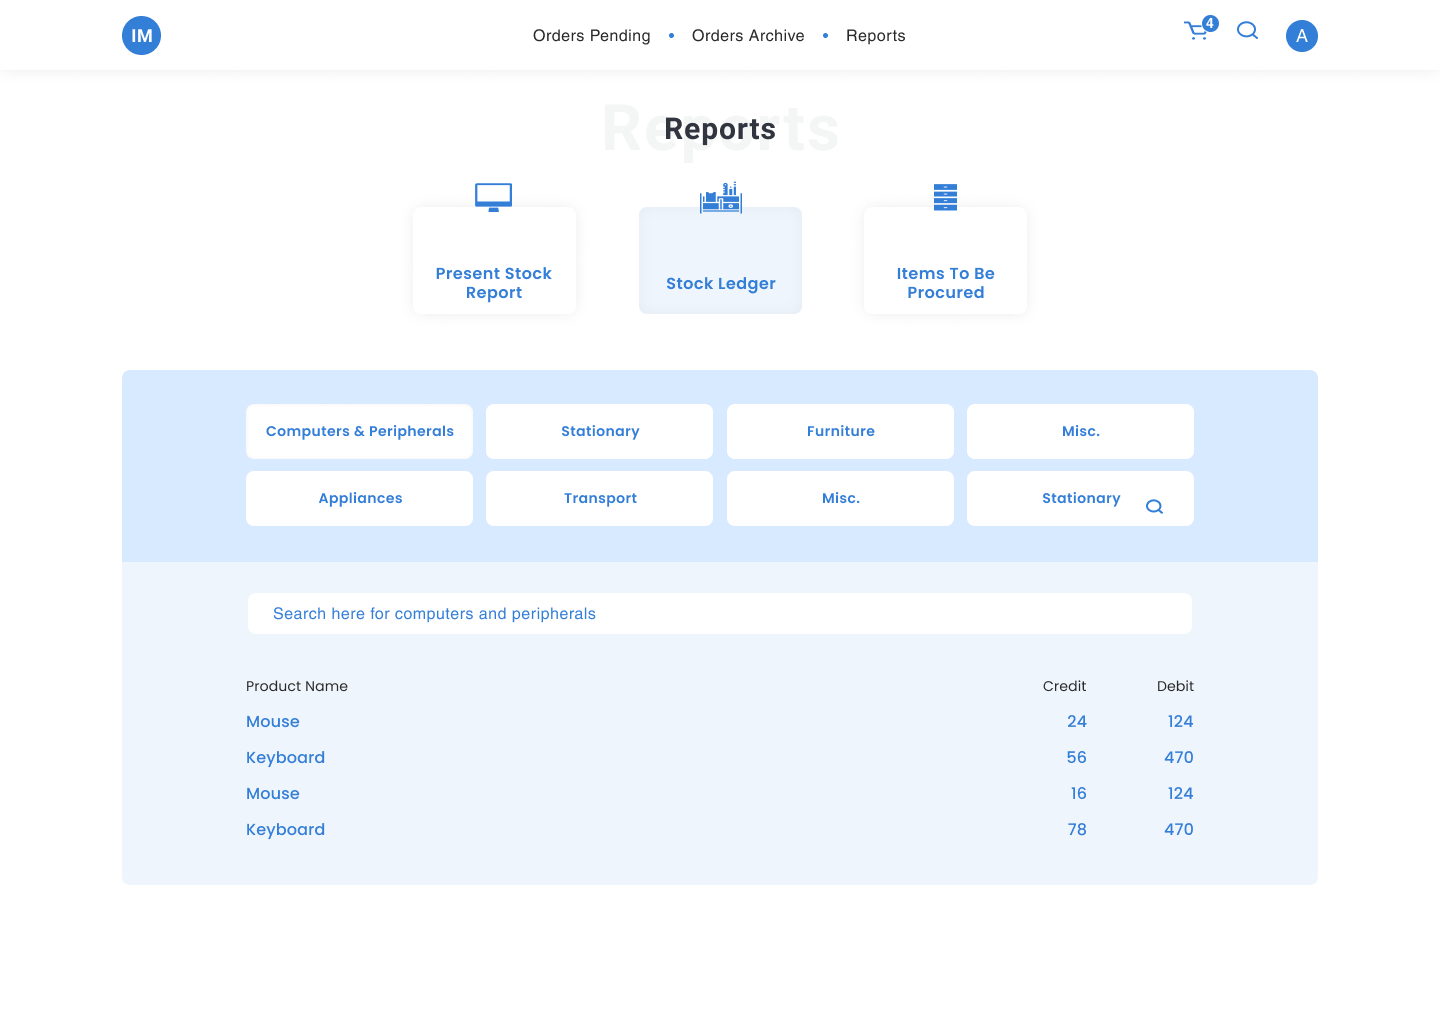 IM
Orders Pending • Orders Archive • Reports
4
A
Reports
Reports
Present Stock
Report
Stock Ledger
Items To Be
Procured
Computers & Peripherals Stationary Furniture Misc.
Appliances Transport Misc. Stationary
Search here for computers and peripherals
Product Name Credit Debit
Mouse 24 124
Keyboard 56 470
Mouse 16 124
Keyboard 78 470